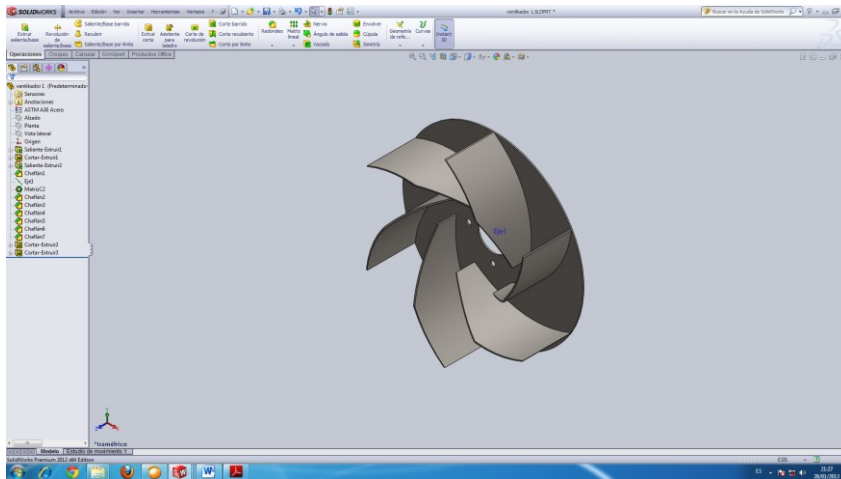 SOLIDWORKS Archivo Edición Ver Insertar Herramientas Ventana ? ventilador 1.SLDPRT * Buscar en la Ayuda de SolidWorks
Extruir saliente/base
Revolución de saliente/base
Saliente/Base barrido
Recubrir
Saliente/Base por límite
Extruir corte
Asistente para taladro
Corte de revolución
Corte barrido
Corte recubierto
Corte por límite
Redondeo
Matriz lineal
Nervio
Ángulo de salida
Vaciado
Envolver
Cúpula
Simetría
Geometría de refe...
Curvas
Instant 3D
Operaciones Croquis Calcular DimXpert Productos Office
ventilador 1 (Predeterminado
Sensores
Anotaciones
ASTM A36 Acero
Alzado
Planta
Vista lateral
Origen
Saliente-Extruir1
Cortar-Extruir1
Saliente-Extruir2
Chaflán1
Eje1
MatrizC2
Chaflán2
Chaflán3
Chaflán4
Chaflán5
Chaflán6
Chaflán7
Cortar-Extruir2
Cortar-Extruir3
Eje1
*Isométrica
Modelo Estudio de movimiento 1
SolidWorks Premium 2012 x64 Edition CGS
ES 21:27
28/01/2013